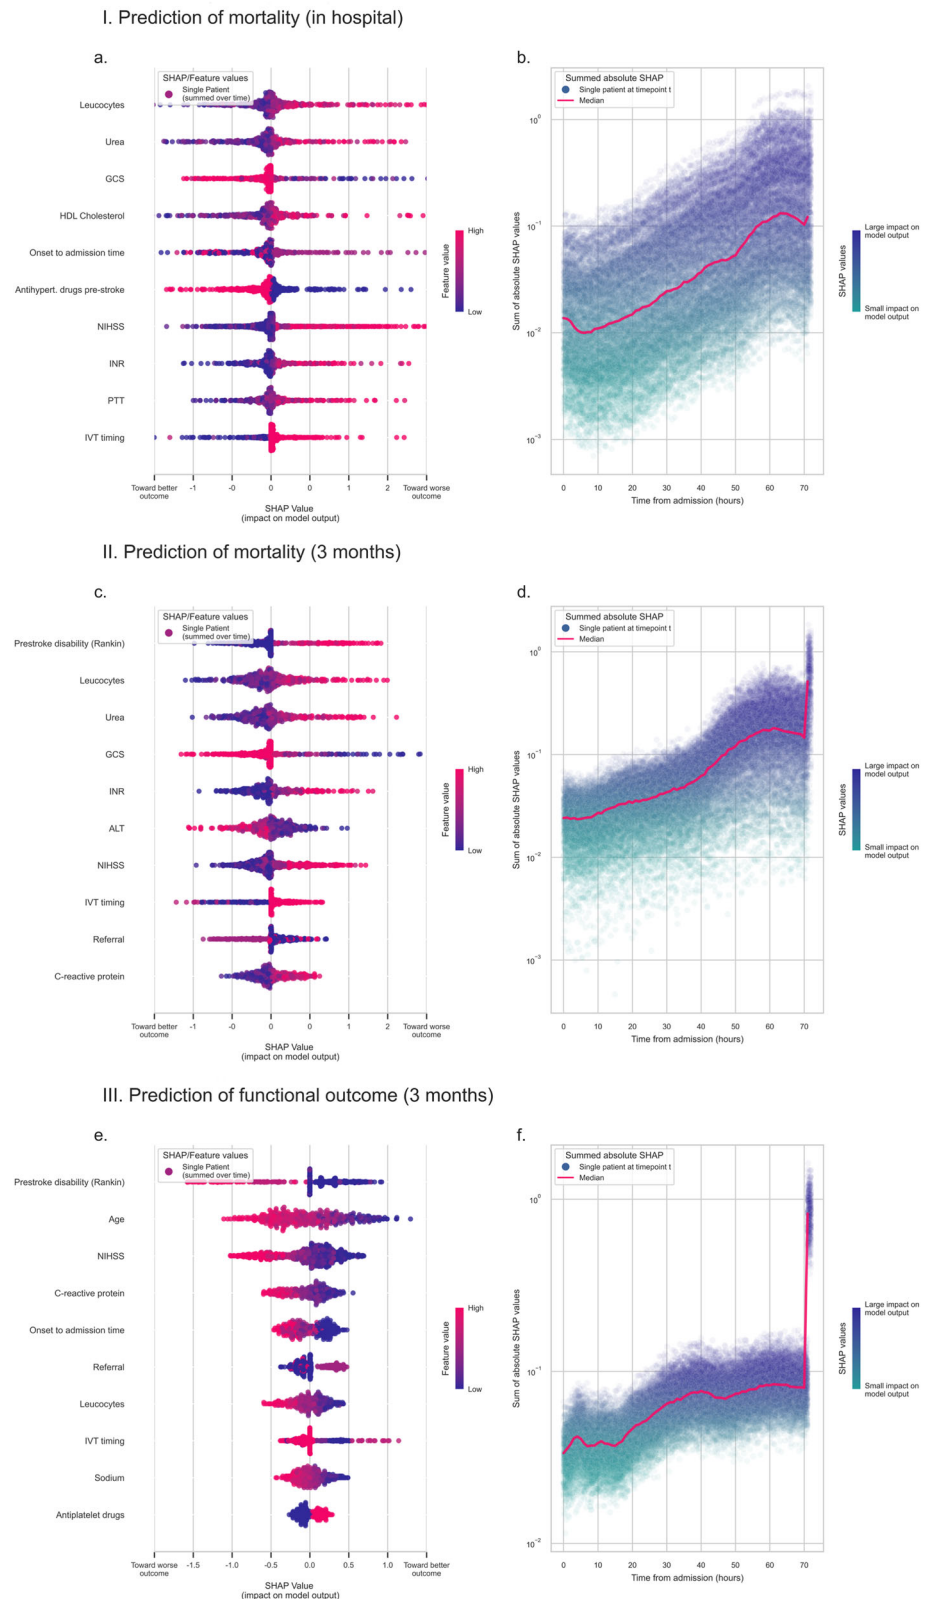 I. Prediction of mortality (in hospital)
a.
SHAP/Feature values
Single Patient
(summed over time)
Leucocytes
Urea
GCS
HDL Cholesterol
Onset to admission time
Antihypert. drugs pre-stroke
NIHSS
INR
PTT
IVT timing
Toward better
outcome
-1
-0
0
0
1
2
Toward worse
outcome
SHAP Value
(impact on model output)
High
Feature value
Low
b.
Summed absolute SHAP
Single patient at timepoint t
Median
Sum of absolute SHAP values
10⁰
10⁻¹
10⁻²
10⁻³
0 10 20 30 40 50 60 70
Time from admission (hours)
Large impact on
model output
SHAP values
Small impact on
model output
II. Prediction of mortality (3 months)
c.
SHAP/Feature values
Single Patient
(summed over time)
Prestroke disability (Rankin)
Leucocytes
Urea
GCS
INR
ALT
NIHSS
IVT timing
Referral
C-reactive protein
Toward better
outcome
-1
-0
0
0
1
2
Toward worse
outcome
SHAP Value
(impact on model output)
High
Feature value
Low
d.
Summed absolute SHAP
Single patient at timepoint t
Median
Sum of absolute SHAP values
10⁰
10⁻¹
10⁻²
10⁻³
0 10 20 30 40 50 60 70
Time from admission (hours)
Large impact on
model output
SHAP values
Small impact on
model output
III. Prediction of functional outcome (3 months)
e.
SHAP/Feature values
Single Patient
(summed over time)
Prestroke disability (Rankin)
Age
NIHSS
C-reactive protein
Onset to admission time
Referral
Leucocytes
IVT timing
Sodium
Antiplatelet drugs
Toward worse
outcome
-1.5
-1.0
-0.5
0.0
0.5
1.0
Toward better
outcome
SHAP Value
(impact on model output)
High
Feature value
Low
f.
Summed absolute SHAP
Single patient at timepoint t
Median
Sum of absolute SHAP values
10⁰
10⁻¹
10⁻²
0 10 20 30 40 50 60 70
Time from admission (hours)
Large impact on
model output
SHAP values
Small impact on
model output